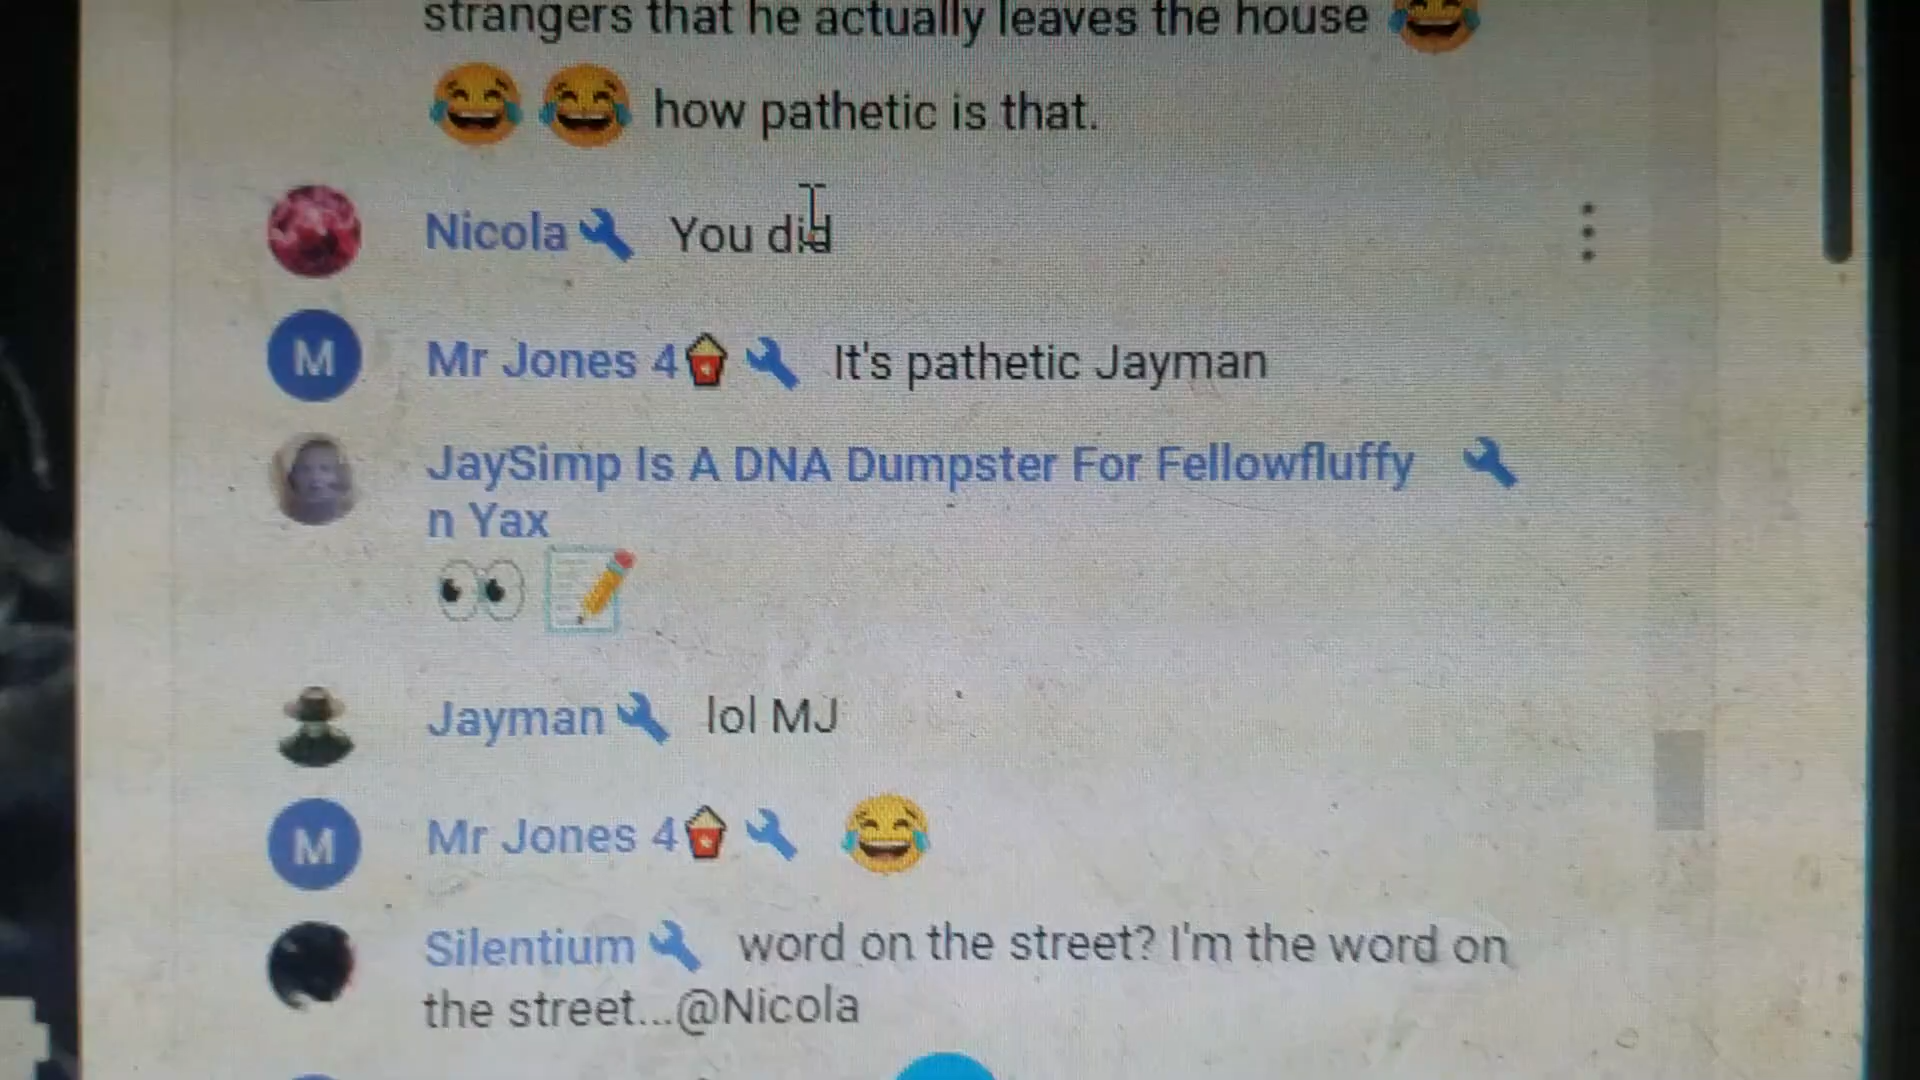 strangers that he actually leaves the house 😂
😂 😂 how pathetic is that.
Nicola🔧 You did
M Mr Jones 4🍿🔧 It's pathetic Jayman
JaySimp Is A DNA Dumpster For Fellowfluffy 🔧
n Yax
👀 📝
Jayman🔧 lol MJ
M Mr Jones 4🍿🔧 😂
Silentium🔧 word on the street? I'm the word on
the street...@Nicola